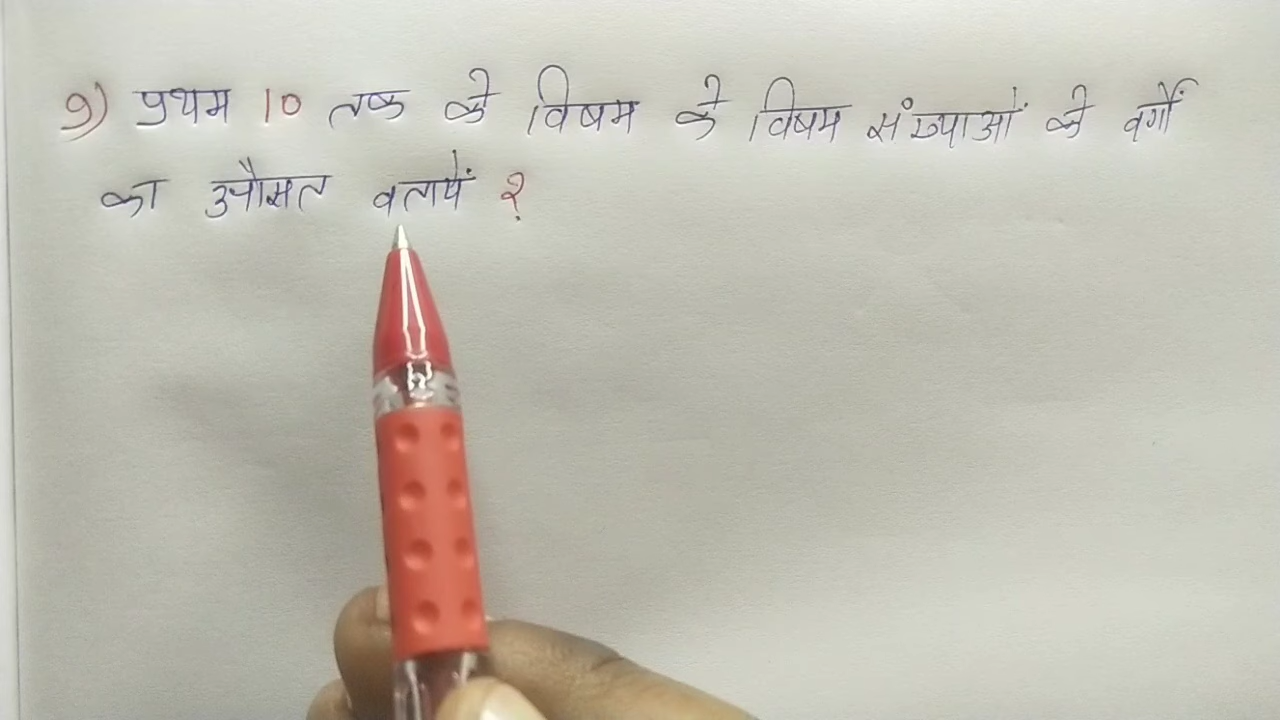 9) प्रथम 10 तक के विषम के विषम संख्याओं के वर्गों
का औसत बतायें ?